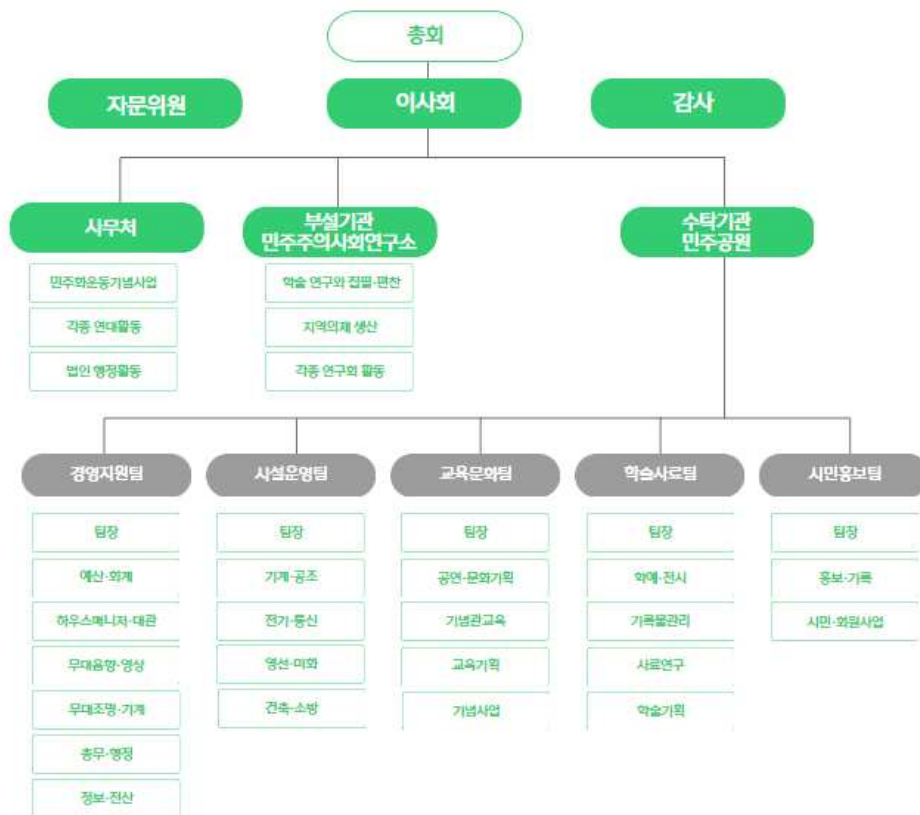 총회
자문위원
이사회
감사
사무처
부설기관
민주주의사회연구소
수탁기관
민주공원
민주화운동기념사업
각종 연대활동
법인 행정활동
학술 연구와 집필·편찬
지역의제 생산
각종 연구회 활동
경영지원팀
시설운영팀
교육문화팀
학술사료팀
시민홍보팀
팀장
예산·회계
하우스매니저·대관
무대음향·영상
무대조명·기계
총무·행정
정보·전산
팀장
기계·공조
전기·통신
영선·미화
건축·소방
팀장
공연·문화기획
기념관교육
교육기획
기념사업
팀장
학예·전시
기록물관리
사료연구
학술기획
팀장
홍보·기록
시민·회원사업